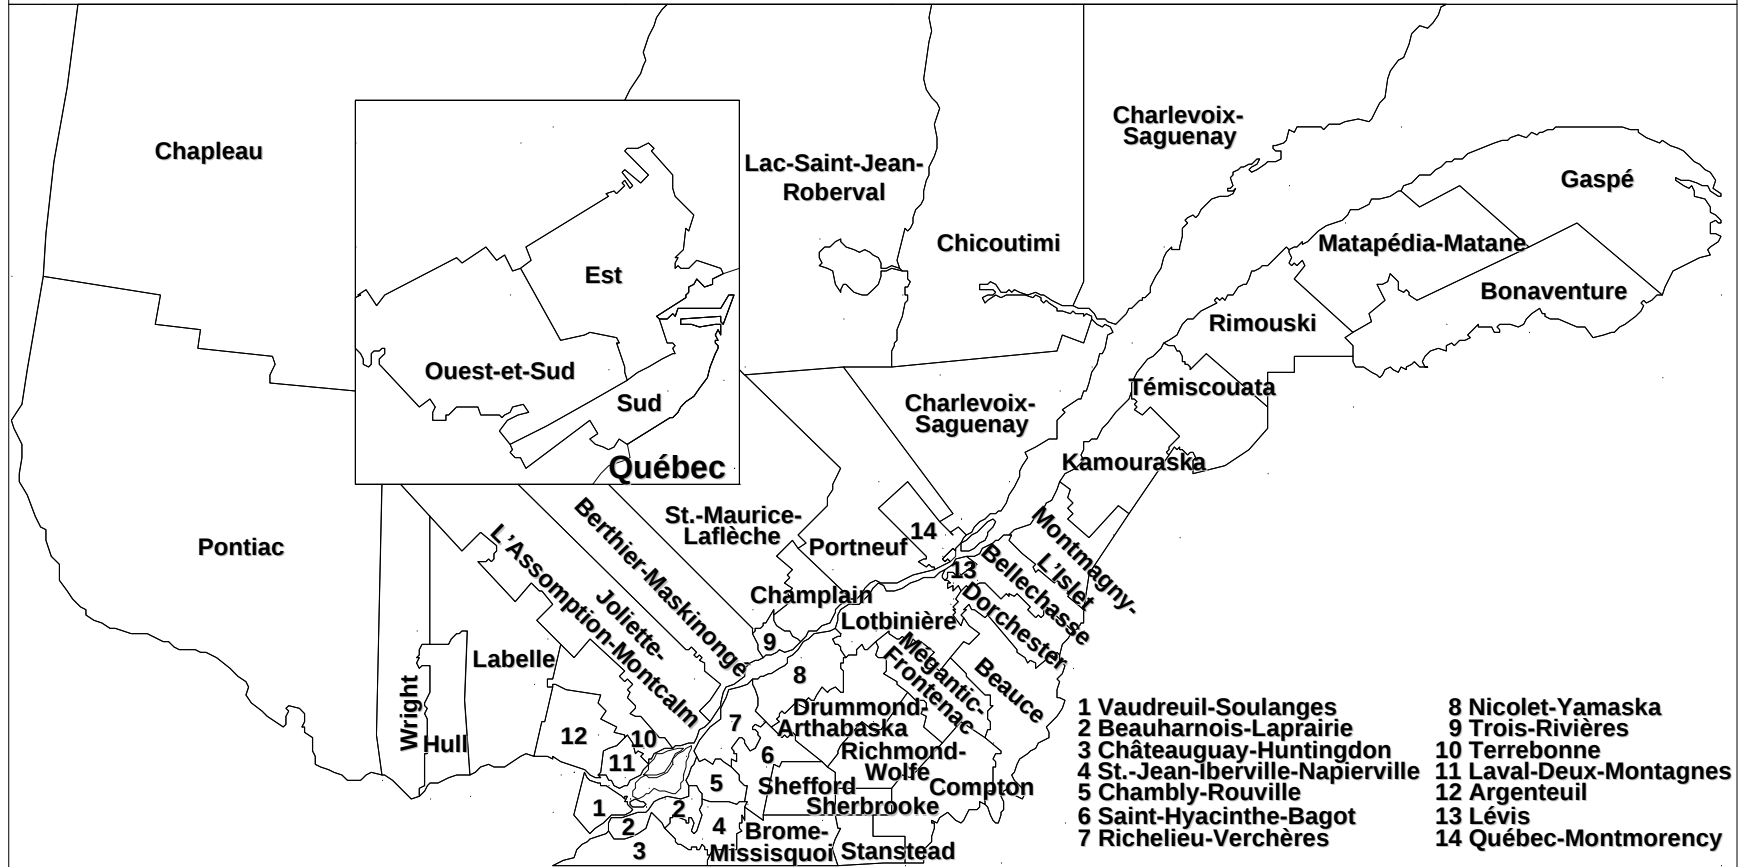 Chapleau
Charlevoix-
Saguenay
Lac-Saint-Jean-
Roberval
Gaspé
Chicoutimi
Matapédia-Matane
Est
Bonaventure
Rimouski
Ouest-et-Sud
Témiscouata
Sud
Charlevoix-
Saguenay
Québec
Kamouraska
St.-Maurice-
Laflèche
14
Portneuf
Pontiac
Berthier-Maskinongé
L'Assomption-Montcalm
Joliette-
Montmagny-
L'Islet
13
Bellechasse
Dorchester
Champlain
Lotbinière
9
Mégantic-
Frontenac
Beauce
Labelle
8
Wright
Hull
Drummond-
Arthabaska
7
12
10
6
11
Richmond-
Wolfe
5
Shefford
Compton
Sherbrooke
1
2
2
4
Brome-
Missisquoi
3
Stanstead
1 Vaudreuil-Soulanges
2 Beauharnois-Laprairie
3 Châteauguay-Huntingdon
4 St.-Jean-Iberville-Napierville
5 Chambly-Rouville
6 Saint-Hyacinthe-Bagot
7 Richelieu-Verchères
8 Nicolet-Yamaska
9 Trois-Rivières
10 Terrebonne
11 Laval-Deux-Montagnes
12 Argenteuil
13 Lévis
14 Québec-Montmorency